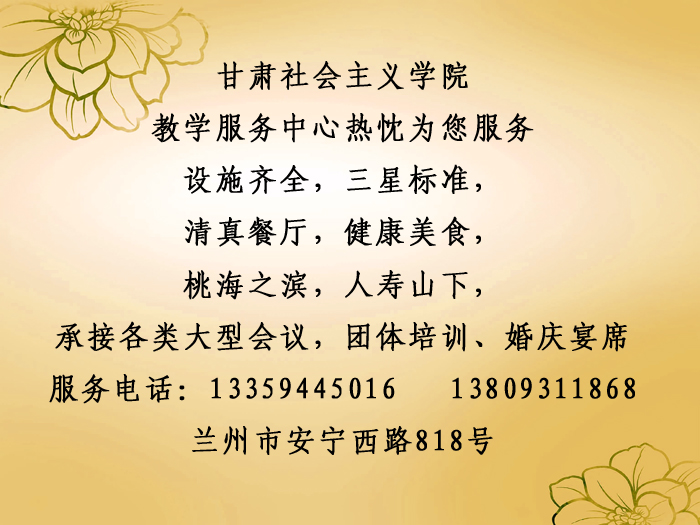 甘肃社会主义学院
教学服务中心热忱为您服务
设施齐全，三星标准，
清真餐厅，健康美食，
桃海之滨，人寿山下，
承接各类大型会议，团体培训、婚庆宴席
服务电话：13359445016 13809311868
兰州市安宁西路818号